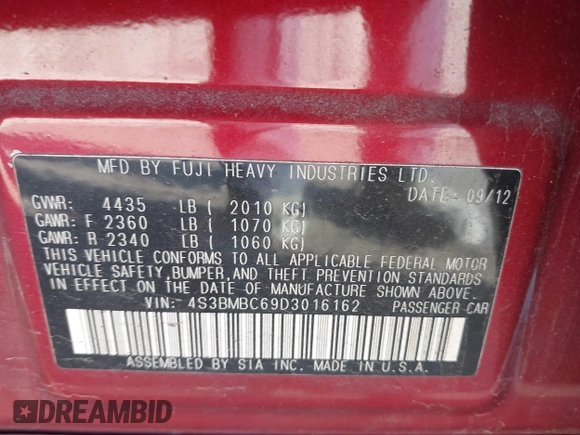 MFD BY FUJI HEAVY INDUSTRIES LTD.
DATE: 09/12
GVWR: 4435 LB ( 2010 KG)
GAWR: F 2360 LB ( 1070 KG)
GAWR: R 2340 LB ( 1060 KG)
THIS VEHICLE CONFORMS TO ALL APPLICABLE FEDERAL MOTOR
VEHICLE SAFETY,BUMPER,AND THEFT PREVENTION STANDARDS
IN EFFECT ON THE DATE OF MANUFACTURE SHOWN ABOVE.
VIN: 4S3BMBC69D3016162 PASSENGER CAR
ASSEMBLED BY SIA INC. MADE IN U.S.A.
DREAMBID